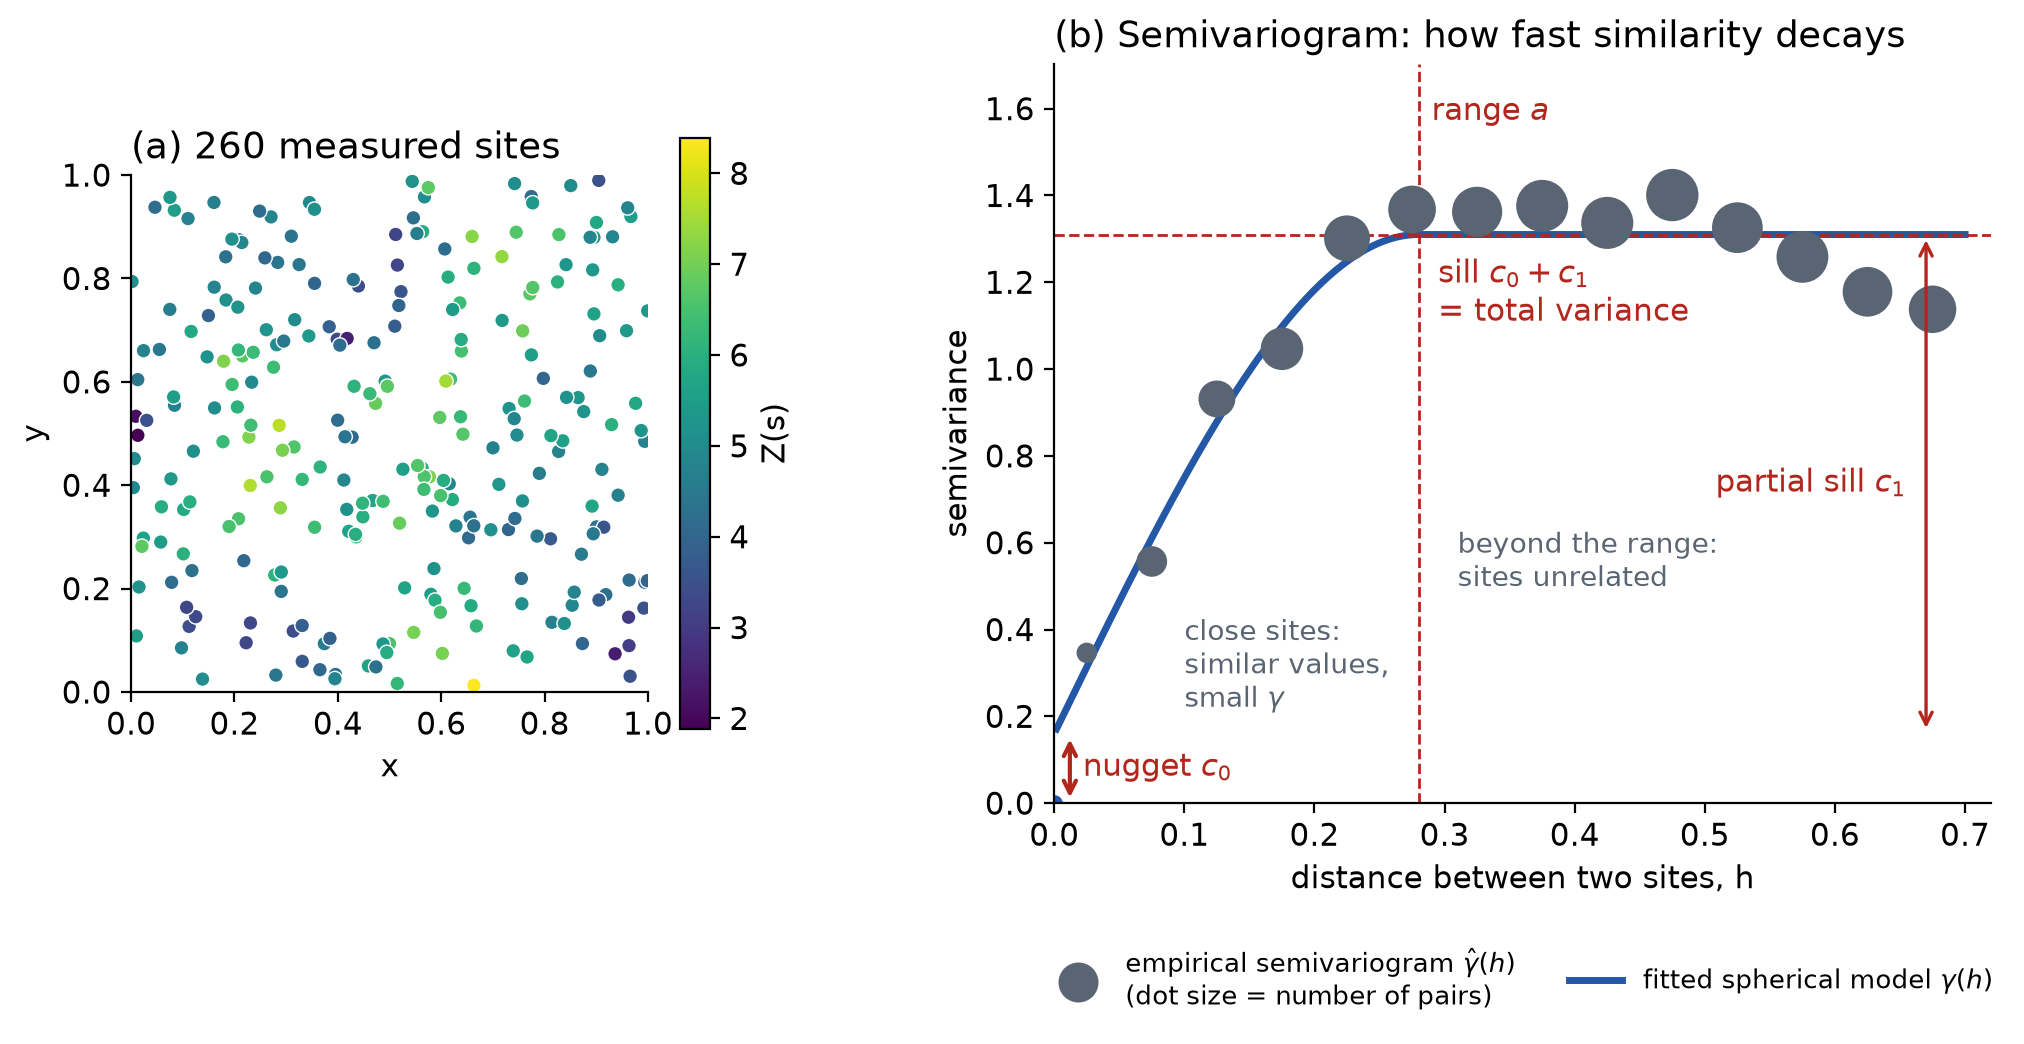 (a) 260 measured sites
1.0
0.8
0.6
0.4
0.2
0.0
y
0.0 0.2 0.4 0.6 0.8 1.0
x
8
7
6
5
4
3
2
Z(s)
(b) Semivariogram: how fast similarity decays
1.6
1.4
1.2
1.0
0.8
0.6
0.4
0.2
0.0
semivariance
range a
sill c₀ + c₁
= total variance
partial sill c₁
beyond the range:
sites unrelated
close sites:
similar values,
small γ
nugget c₀
0.0 0.1 0.2 0.3 0.4 0.5 0.6 0.7
distance between two sites, h
empirical semivariogram γ̂(h)
(dot size = number of pairs)
fitted spherical model γ(h)